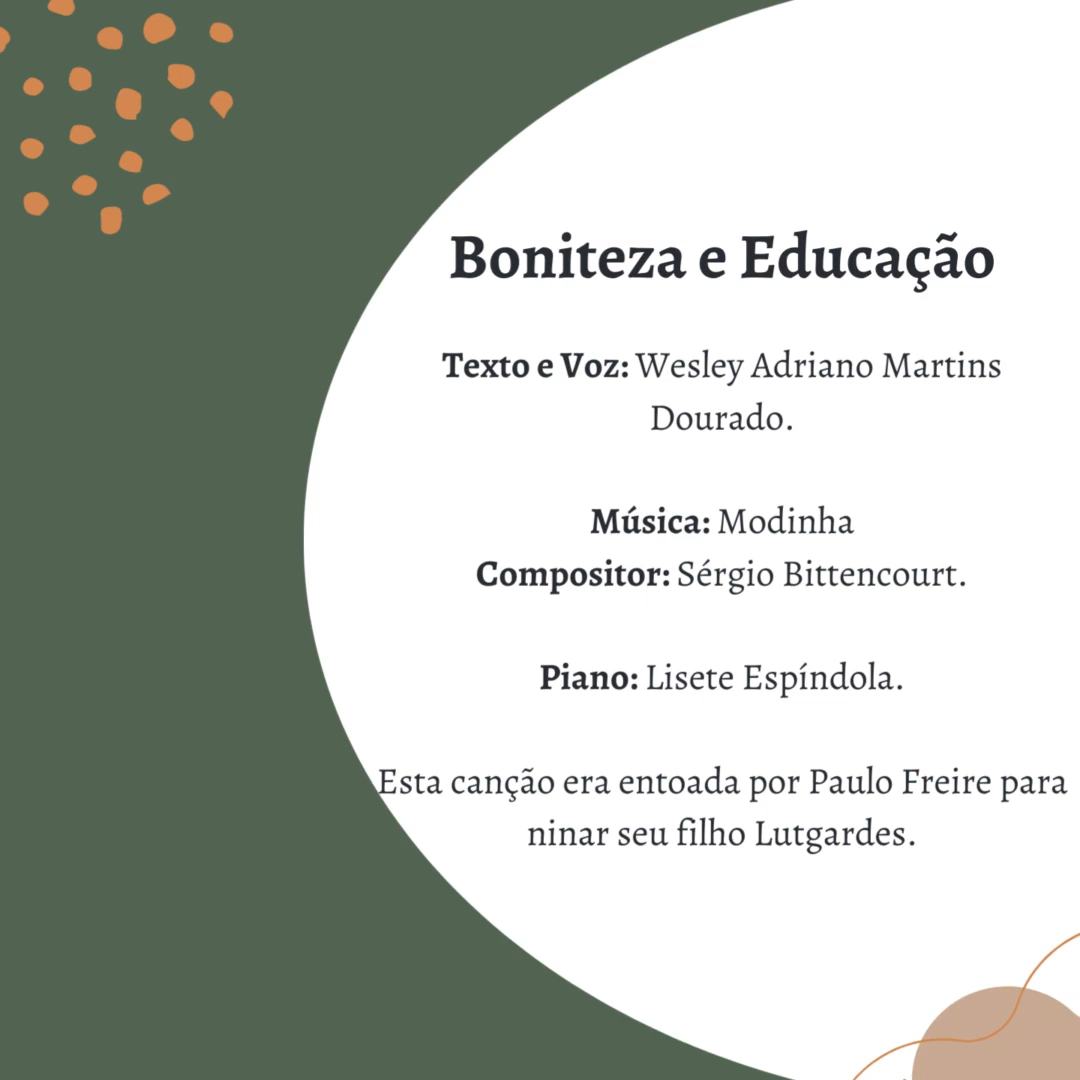 Boniteza e Educação
Texto e Voz: Wesley Adriano Martins
Dourado.
Música: Modinha
Compositor: Sérgio Bittencourt.
Piano: Lisete Espíndola.
Esta canção era entoada por Paulo Freire para
ninar seu filho Lutgardes.